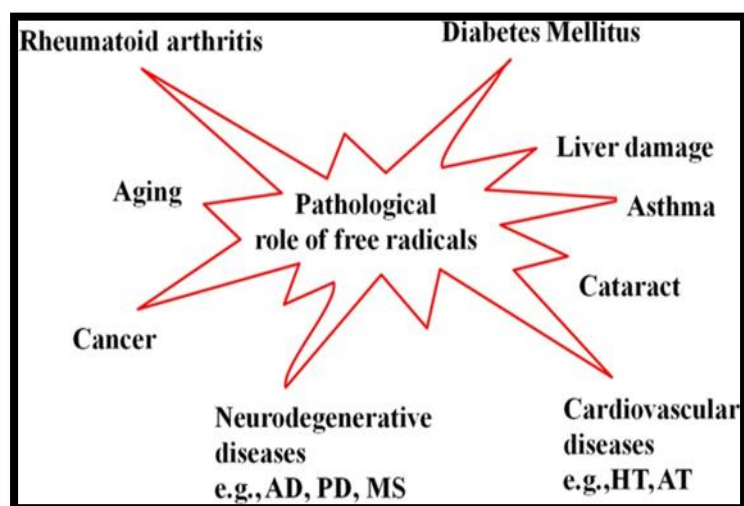 Rheumatoid arthritis
Diabetes Mellitus
Liver damage
Aging
Asthma
Pathological
role of free radicals
Cataract
Cancer
Neurodegenerative
diseases
e.g.,AD, PD, MS
Cardiovascular
diseases
e.g.,HT, AT